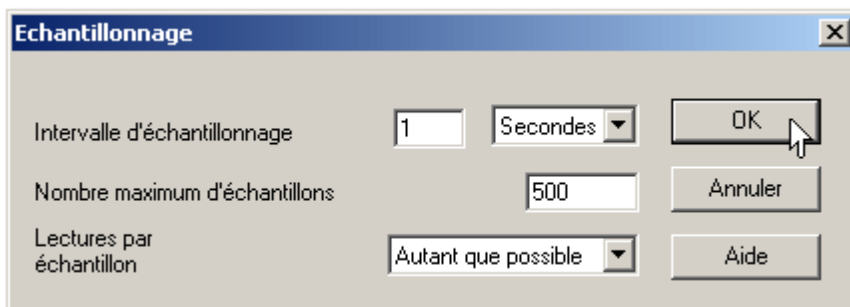 Echantillonnage
Intervalle d'échantillonnage 1 Secondes OK
Nombre maximum d'échantillons 500 Annuler
Lectures par
échantillon Autant que possible Aide